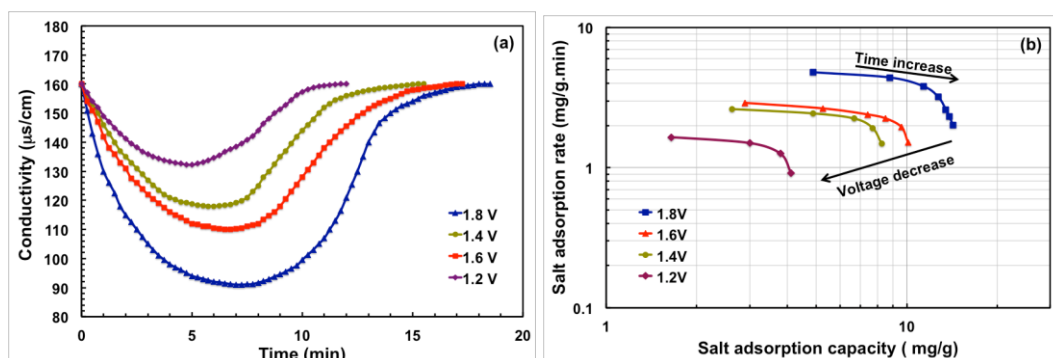 (a)
Conductivity (µs/cm)
160
170
160
150
140
130
120
110
100
90
80
0 5 10 15 20
Time (min)
1.8 V
1.4 V
1.6 V
1.2 V
(b)
Salt adsorption rate (mg/g.min)
10
1
0.1
1 10
Salt adsorption capacity ( mg/g)
Time increase
Voltage decrease
1.8V
1.6V
1.4V
1.2V